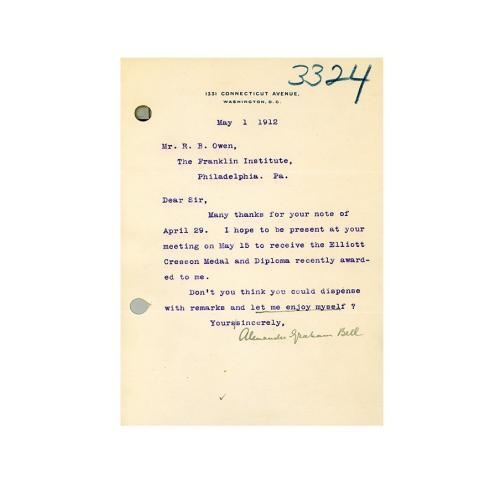 3324
1331 CONNECTICUT AVENUE,
WASHINGTON, D.C.
May 1 1912
Mr. R. B. Owen,
The Franklin Institute,
Philadelphia. Pa.
Dear Sir,
Many thanks for your note of
April 29. I hope to be present at your
meeting on May 15 to receive the Elliott
Cresson Medal and Diploma recently award-
ed to me.
Don't you think you could dispense
with remarks and let me enjoy myself ?
Yours sincerely,
Alexander Graham Bell